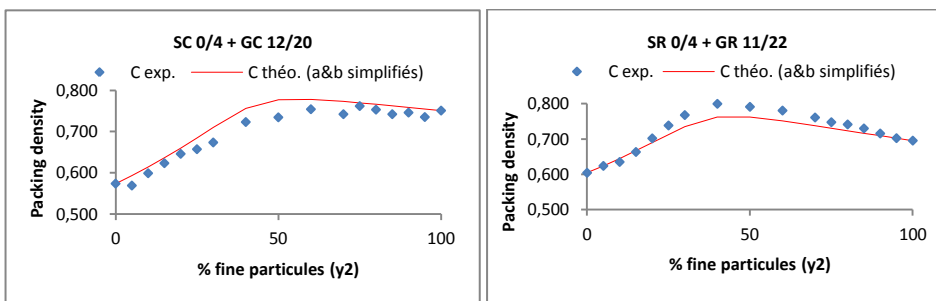 SC 0/4 + GC 12/20
C exp.
C théo. (a&b simplifiés)
0,800
0,700
0,600
0,500
Packing density
0
50
100
% fine particules (y2)
SR 0/4 + GR 11/22
C exp.
C théo. (a&b simplifiés)
0,800
0,700
0,600
0,500
Packing density
0
50
100
% fine particules (y2)